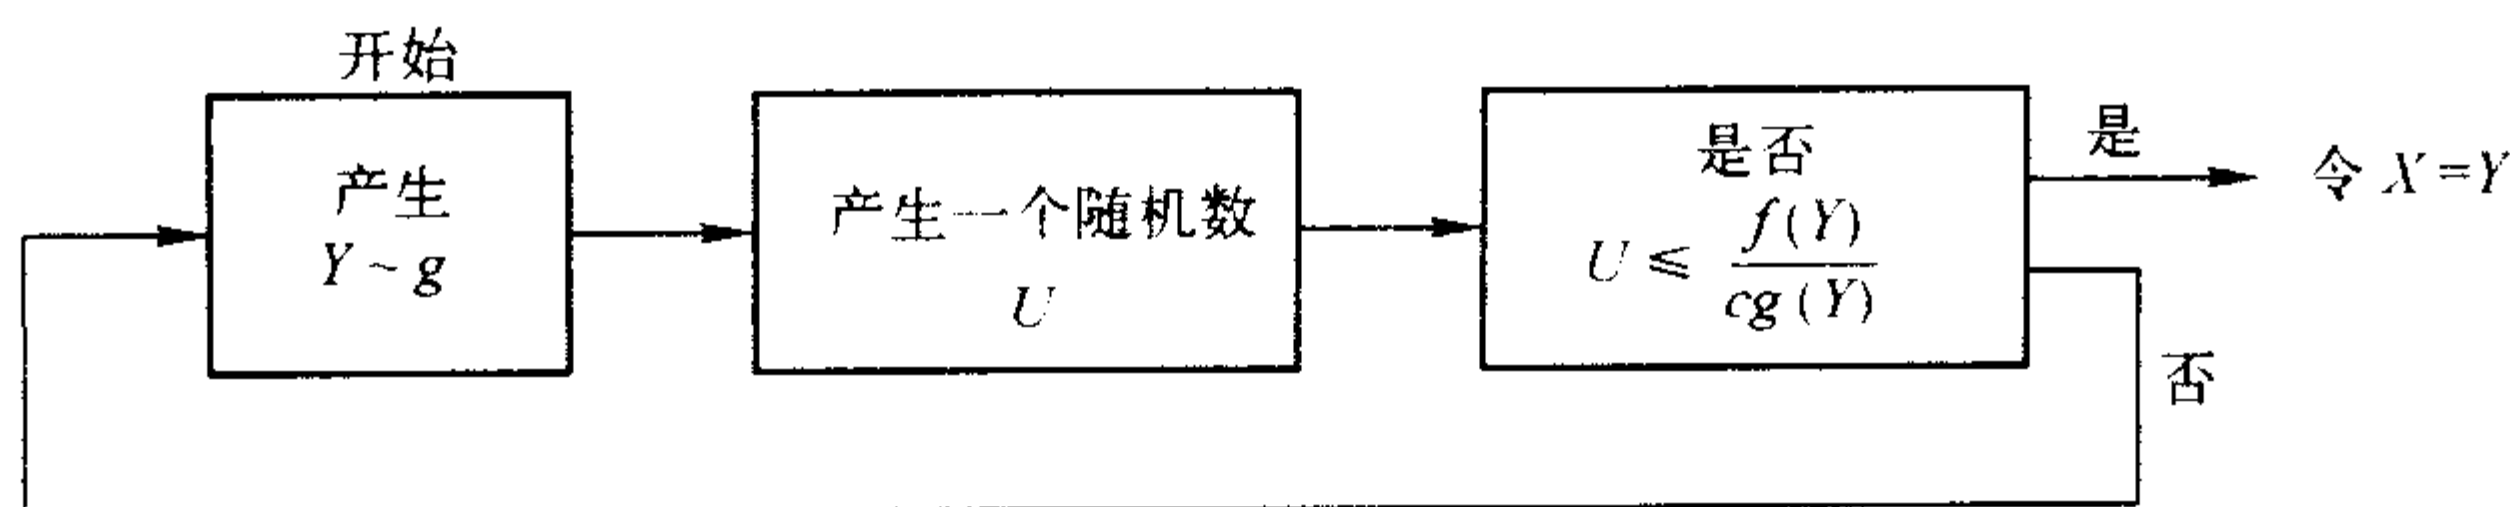 开始
产生
Y ~ g
产生一个随机数
U
是否
U ≤ f(Y)/cg(Y)
是
令 X=Y
否